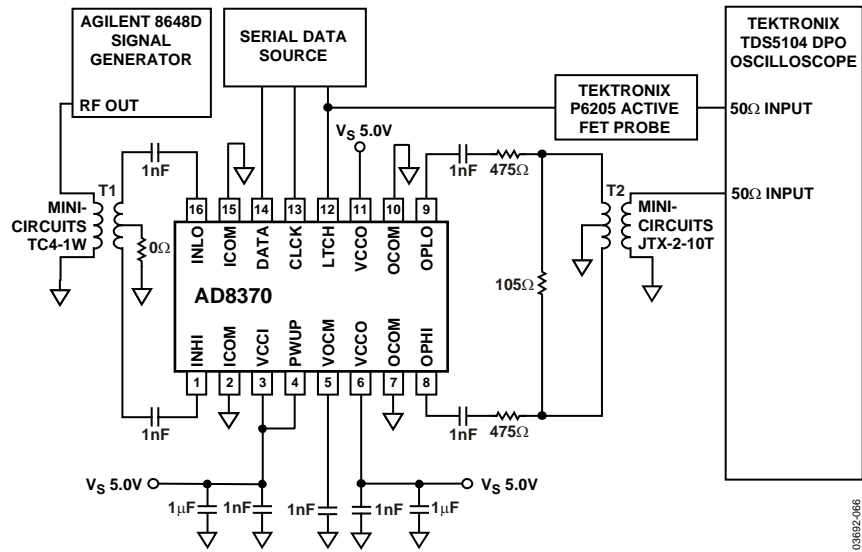 AGILENT 8648D
SIGNAL
GENERATOR
RF OUT
SERIAL DATA
SOURCE
TEKTRONIX
TDS5104 DPO
OSCILLOSCOPE
TEKTRONIX
P6205 ACTIVE
FET PROBE
50Ω INPUT
50Ω INPUT
VS 5.0V
1nF
1nF
475Ω
T1
MINI-
CIRCUITS
TC4-1W
0Ω
16
15
14
13
12
11
10
9
INLO
ICOM
DATA
CLCK
LTCH
VCCO
OCOM
OPLO
AD8370
INHI
ICOM
VCCI
PWUP
VOCM
VCCO
OCOM
OPHI
1
2
3
4
5
6
7
8
105Ω
T2
MINI-
CIRCUITS
JTX-2-10T
1nF
1nF
475Ω
VS 5.0V
1µF
1nF
1nF
1nF
1µF
VS 5.0V
03692-066